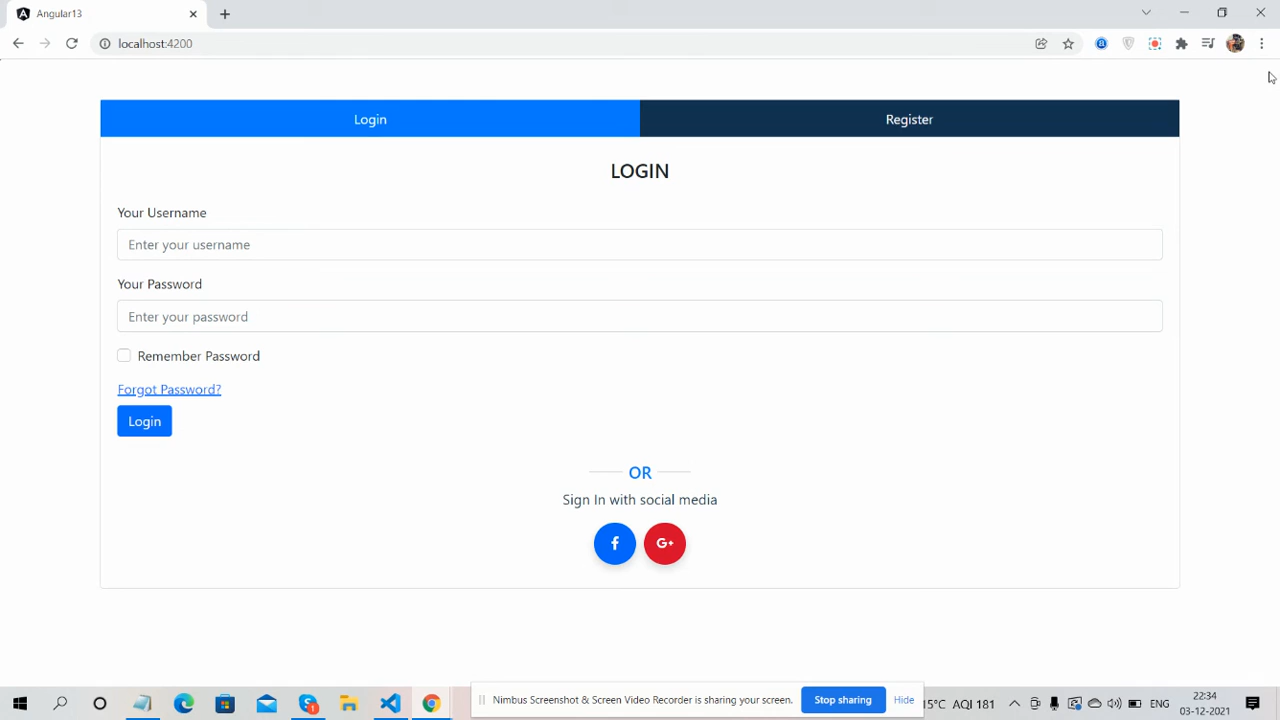 Angular13
localhost:4200
Login
Register
LOGIN
Your Username
Enter your username
Your Password
Enter your password
Remember Password
Forgot Password?
Login
OR
Sign In with social media
G+
Nimbus Screenshot & Screen Video Recorder is sharing your screen.
Stop sharing
Hide
15°C AQI 181
ENG
22:34
03-12-2021